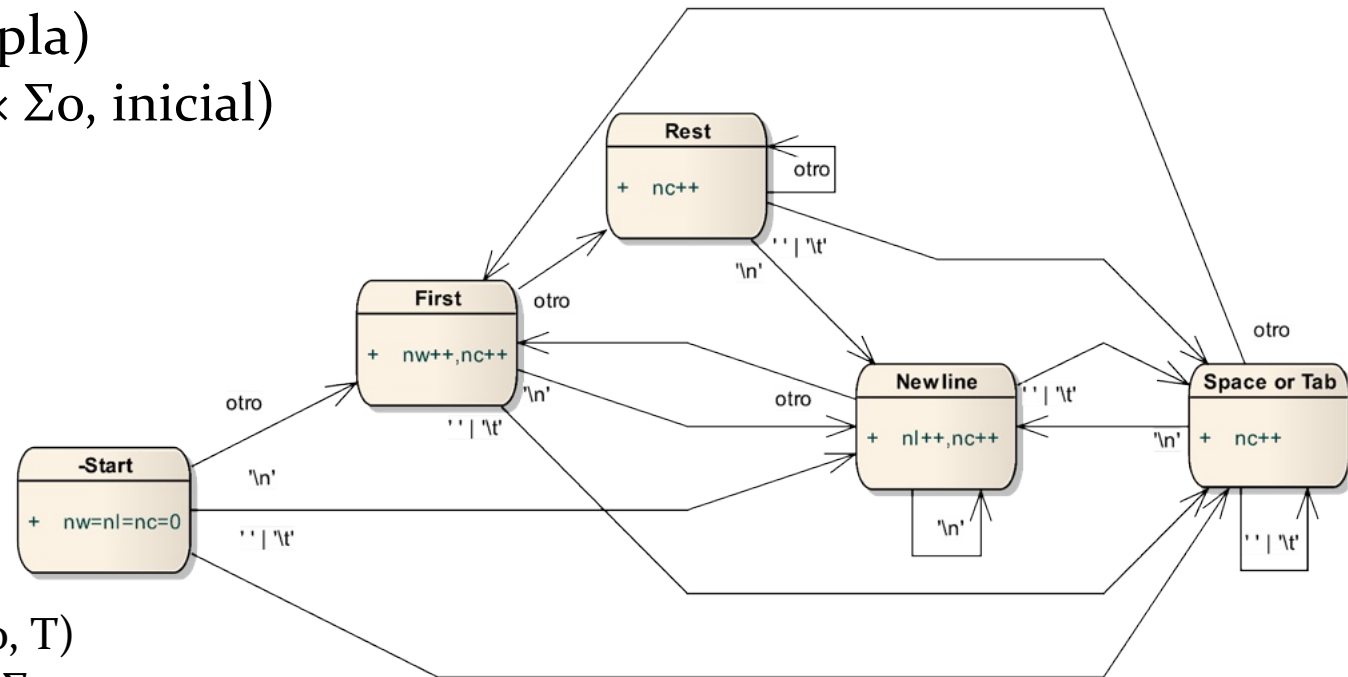 pla)
× Σo, inicial)
Rest
+ nc++
otro
' ' | '\t'
'\n'
First
+ nw++,nc++
otro
otro
Newline
+ nl++,nc++
Space or Tab
+ nc++
otro
'\n'
otro
' ' | '\t'
'\n'
' ' | '\t'
-Start
+ nw=nl=nc=0
'\n'
' ' | '\t'
'\n'
' ' | '\t'
o, T)
Σ